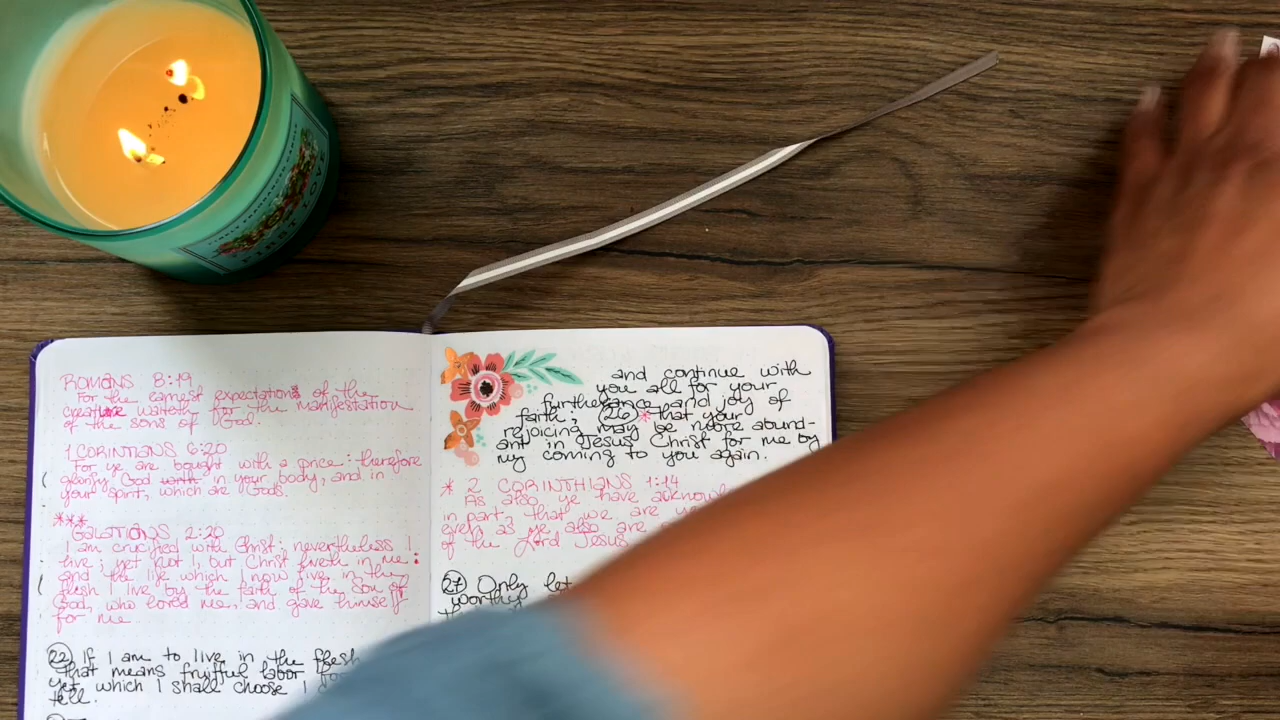 ROMANS 8:19
For the earnest expectations of the
creature waiteth for the manifestation
of the sons of God.
1 CORINTHIANS 6:20
For ye are bought with a price: therefore
glorify God with in your body, and in
your spirit, which are Gods.
***
GALATIONS 2:20
I am crucified with Christ; nevertheless I
live; yet not I, but Christ liveth in me:
and the life which I now live in the
flesh I live by the faith of the Son of
God, who loved me, and gave himself
for me
22 If I am to live in the flesh
that means fruitful labor
yet which I shall choose I
tell.
and continue with
you all for your
furtherance and joy of
faith; (26) * that your
rejoicing may be more abund-
ant in Jesus Christ for me by
my coming to you again.
* 2 CORINTHIANS 1:14
As also ye have
in part, that we are
even as ye also are
of the Lord Jesus
27 Only let
worthy